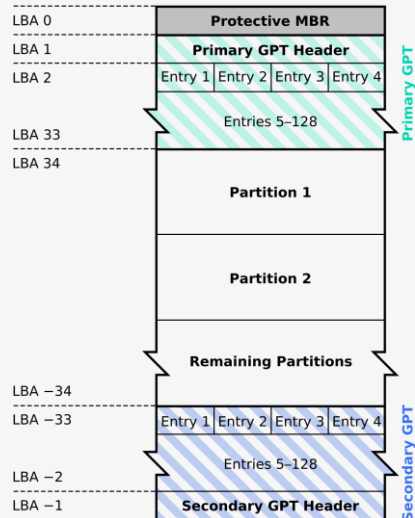 LBA 0
Protective MBR
LBA 1
Primary GPT Header
LBA 2
Entry 1 Entry 2 Entry 3 Entry 4
Entries 5–128
LBA 33
Primary GPT
LBA 34
Partition 1
Partition 2
Remaining Partitions
LBA −34
LBA −33
Entry 1 Entry 2 Entry 3 Entry 4
Entries 5–128
LBA −2
LBA −1
Secondary GPT Header
Secondary GPT